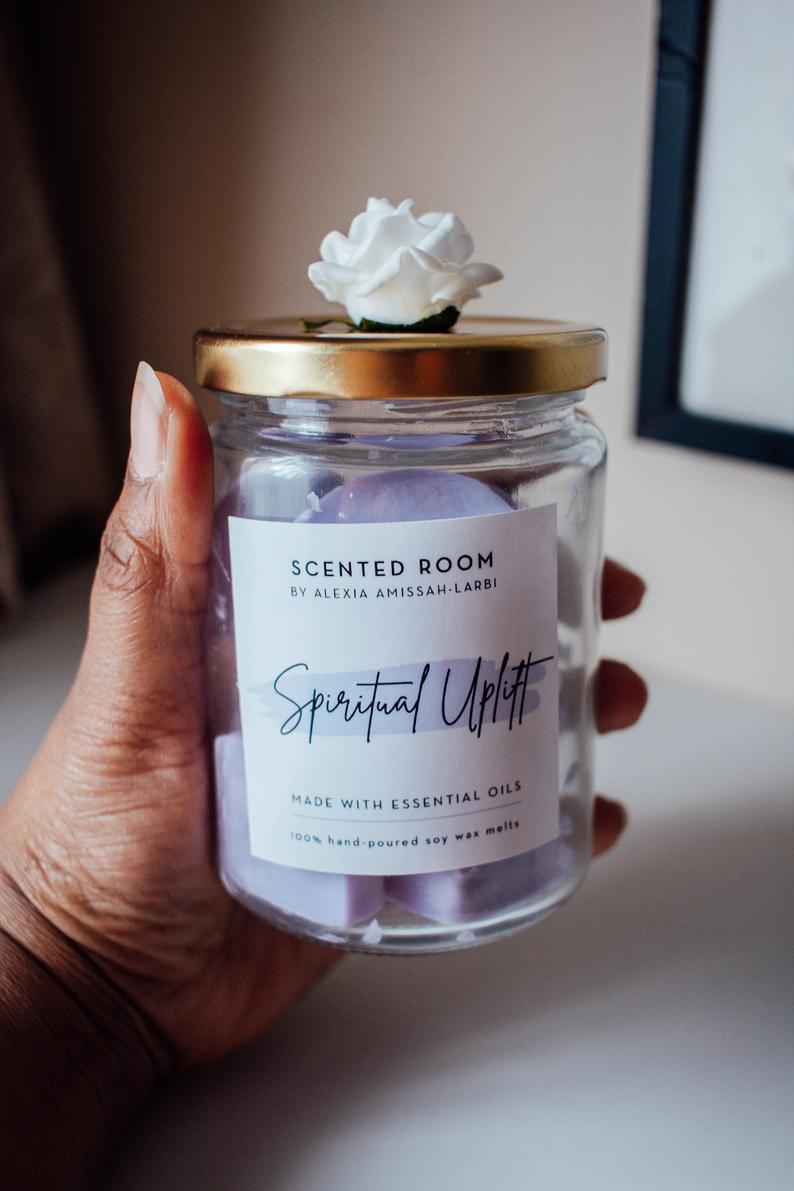 SCENTED ROOM
BY ALEXIA AMISSAH-LARBI
Spiritual Uplift
MADE WITH ESSENTIAL OILS
100% hand-poured soy wax melts